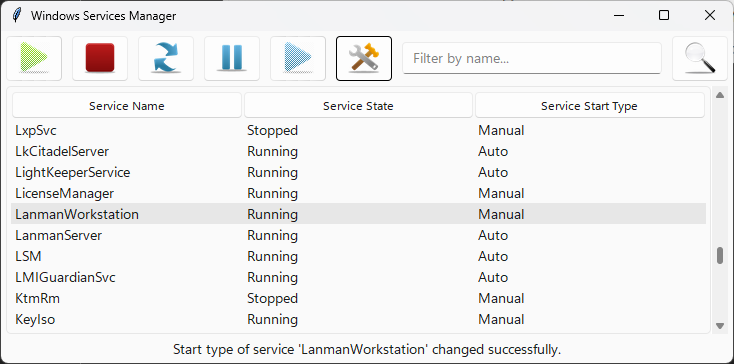 Windows Services Manager
Filter by name...
Service Name Service State Service Start Type
LxpSvc Stopped Manual
LkCitadelServer Running Auto
LightKeeperService Running Auto
LicenseManager Running Manual
LanmanWorkstation Running Manual
LanmanServer Running Auto
LSM Running Auto
LMIGuardianSvc Running Auto
KtmRm Stopped Manual
KeyIso Running Manual
Start type of service 'LanmanWorkstation' changed successfully.